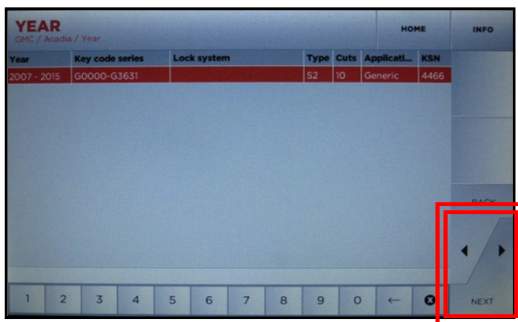 YEAR
GMC / Acadia / Year
HOME
INFO
Year Key code series Lock system Type Cuts Applicati... KSN
2007 - 2015 G0000-G3631 S2 10 Generic 4466
BACK
1 2 3 4 5 6 7 8 9 0 ←
NEXT